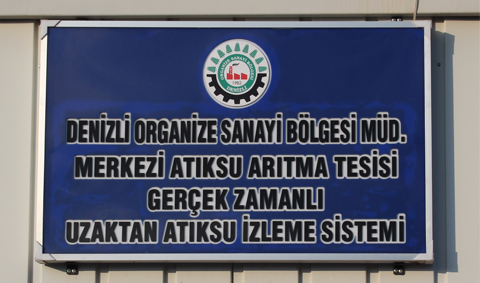 DENİZLİ ORGANİZE SANAYİ BÖLGESİ MÜD.
MERKEZİ ATIKSU ARITMA TESİSİ
GERÇEK ZAMANLI
UZAKTAN ATIKSU İZLEME SİSTEMİ